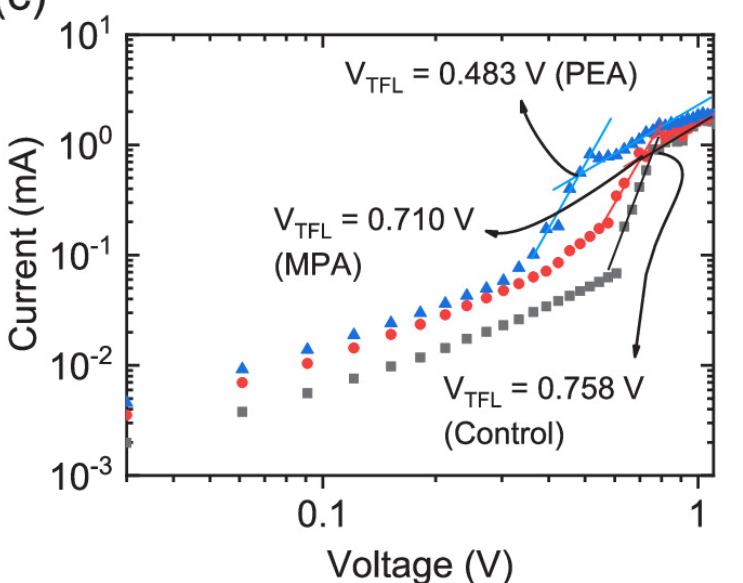 (c)
10¹
V_TFL = 0.483 V (PEA)
10⁰
V_TFL = 0.710 V
(MPA)
10⁻¹
10⁻²
V_TFL = 0.758 V
(Control)
10⁻³
0.1 1
Current (mA)
Voltage (V)